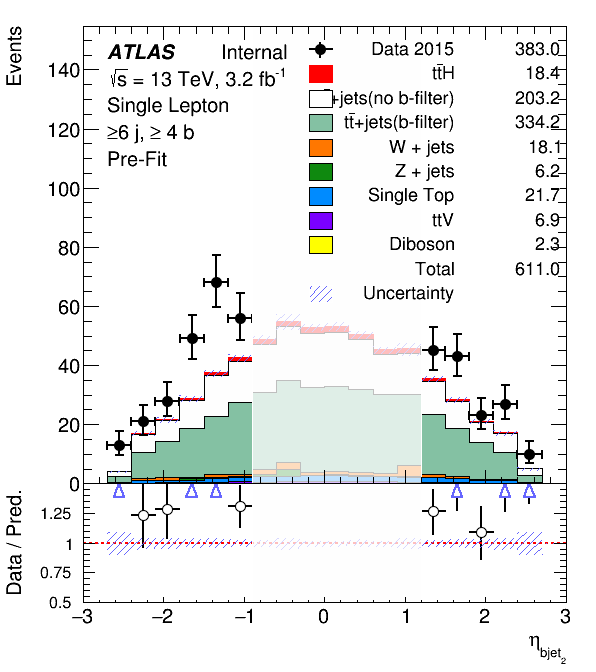 Events
ATLAS Internal
√s = 13 TeV, 3.2 fb⁻¹
Single Lepton
≥6 j, ≥ 4 b
Pre-Fit
Data 2015 383.0
tt̄H 18.4
+jets(no b-filter) 203.2
tt̄+jets(b-filter) 334.2
W + jets 18.1
Z + jets 6.2
Single Top 21.7
ttV 6.9
Diboson 2.3
Total 611.0
Uncertainty
140
120
100
80
60
40
20
0
Data / Pred.
1.25
1
0.75
0.5
−3 −2 −1 0 1 2 3
η_bjet_2